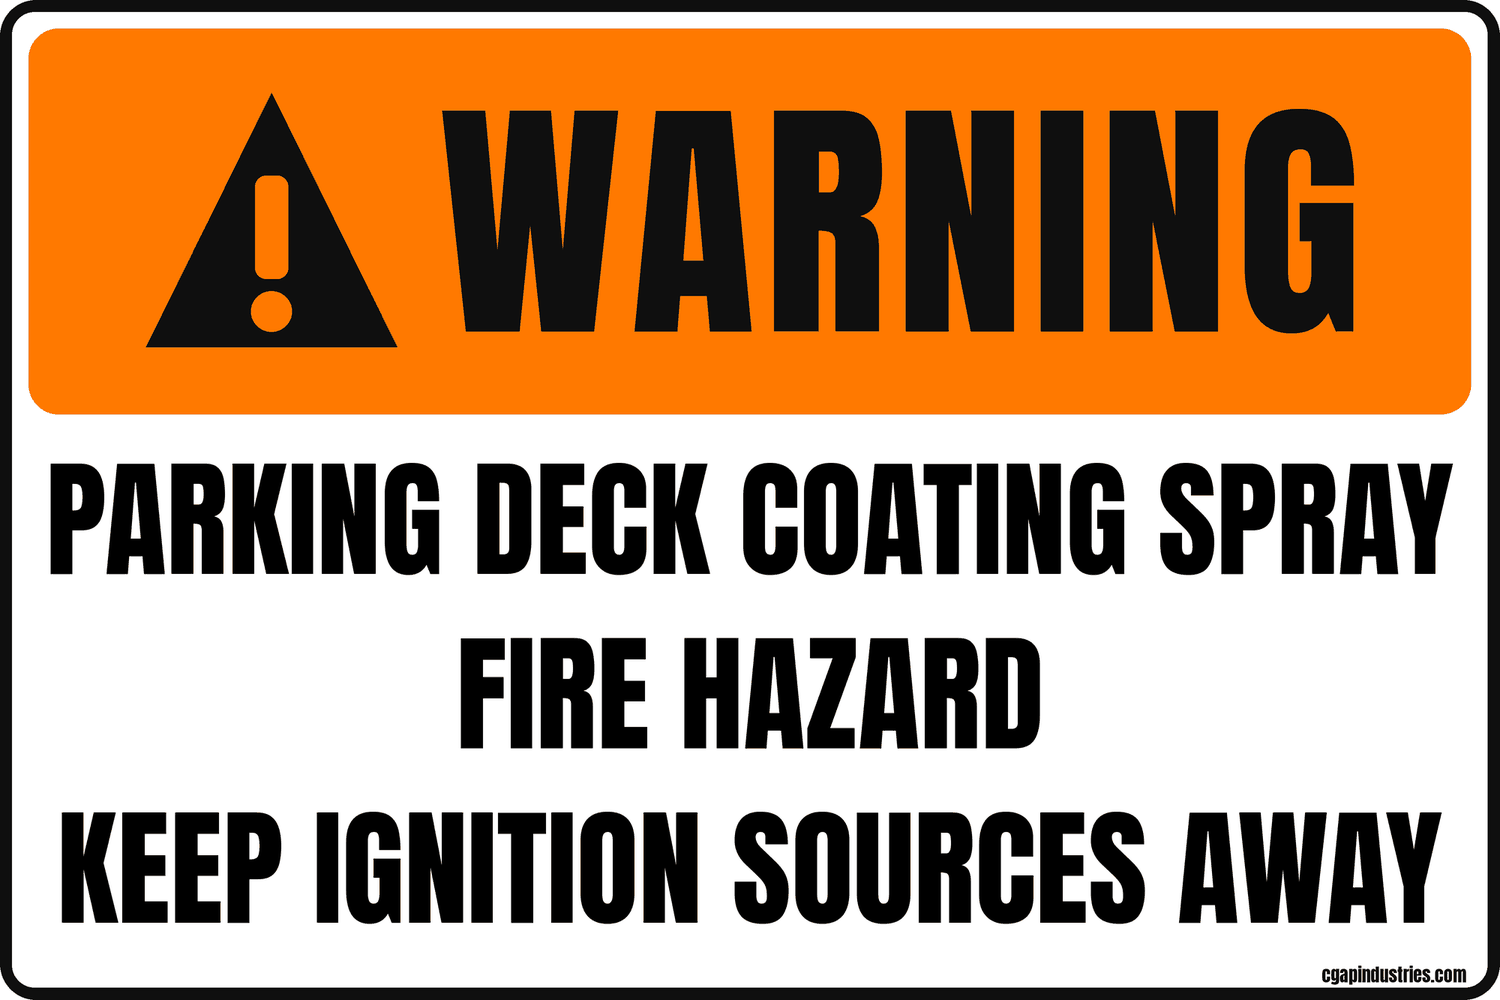 WARNING
PARKING DECK COATING SPRAY
FIRE HAZARD
KEEP IGNITION SOURCES AWAY
cgapindustries.com